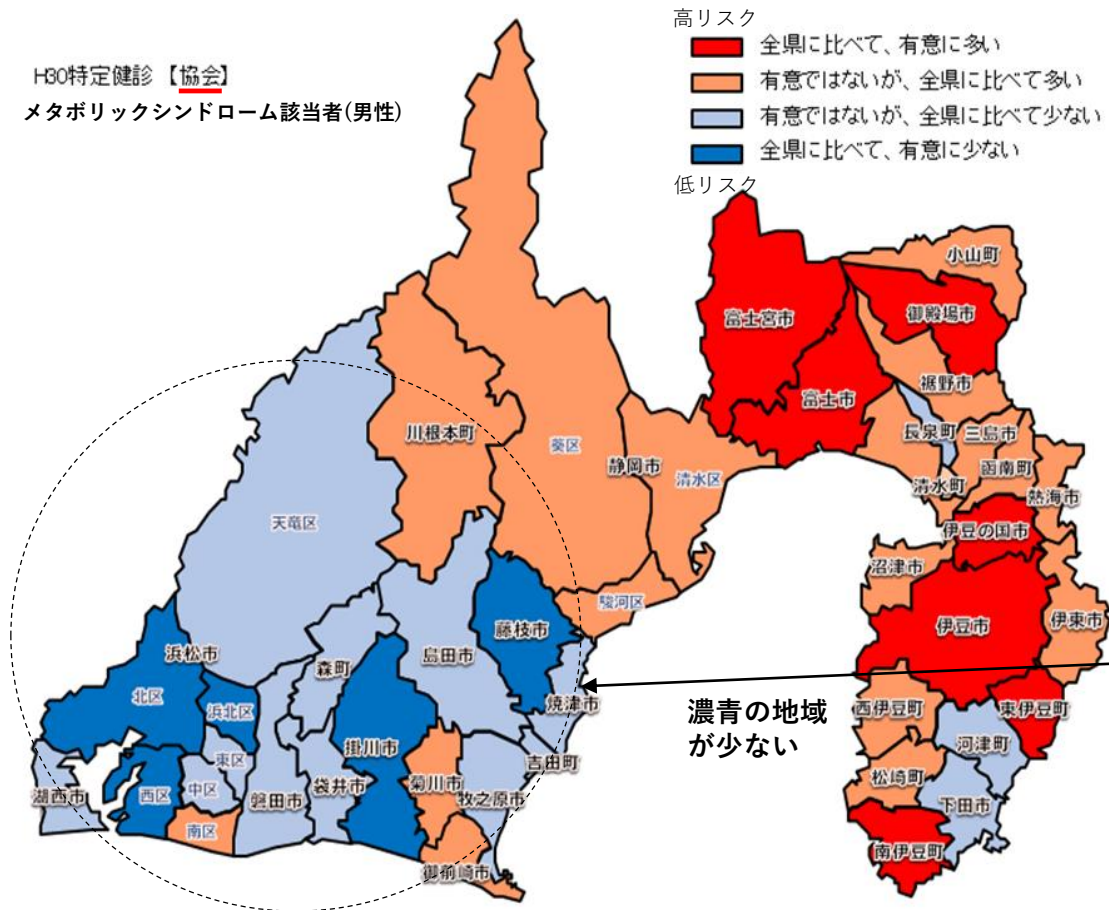 H30特定健診 【協会】
メタボリックシンドローム該当者(男性)
高リスク
全県に比べて、有意に多い
有意ではないが、全県に比べて多い
有意ではないが、全県に比べて少ない
全県に比べて、有意に少ない
低リスク
小山町
富士宮市
御殿場市
裾野市
富士市
川根本町
長泉町
三島市
葵区
静岡市
清水区
函南町
清水町
熱海市
天竜区
伊豆の国市
沼津市
駿河区
藤枝市
伊豆市
伊東市
浜松市
森町
島田市
北区
浜北区
焼津市
濃青の地域
が少ない
西伊豆町
東伊豆町
掛川市
吉田町
河津町
東区
湖西市
西区
中区
磐田市
袋井市
菊川市
牧之原市
松崎町
下田市
南区
御前崎市
南伊豆町